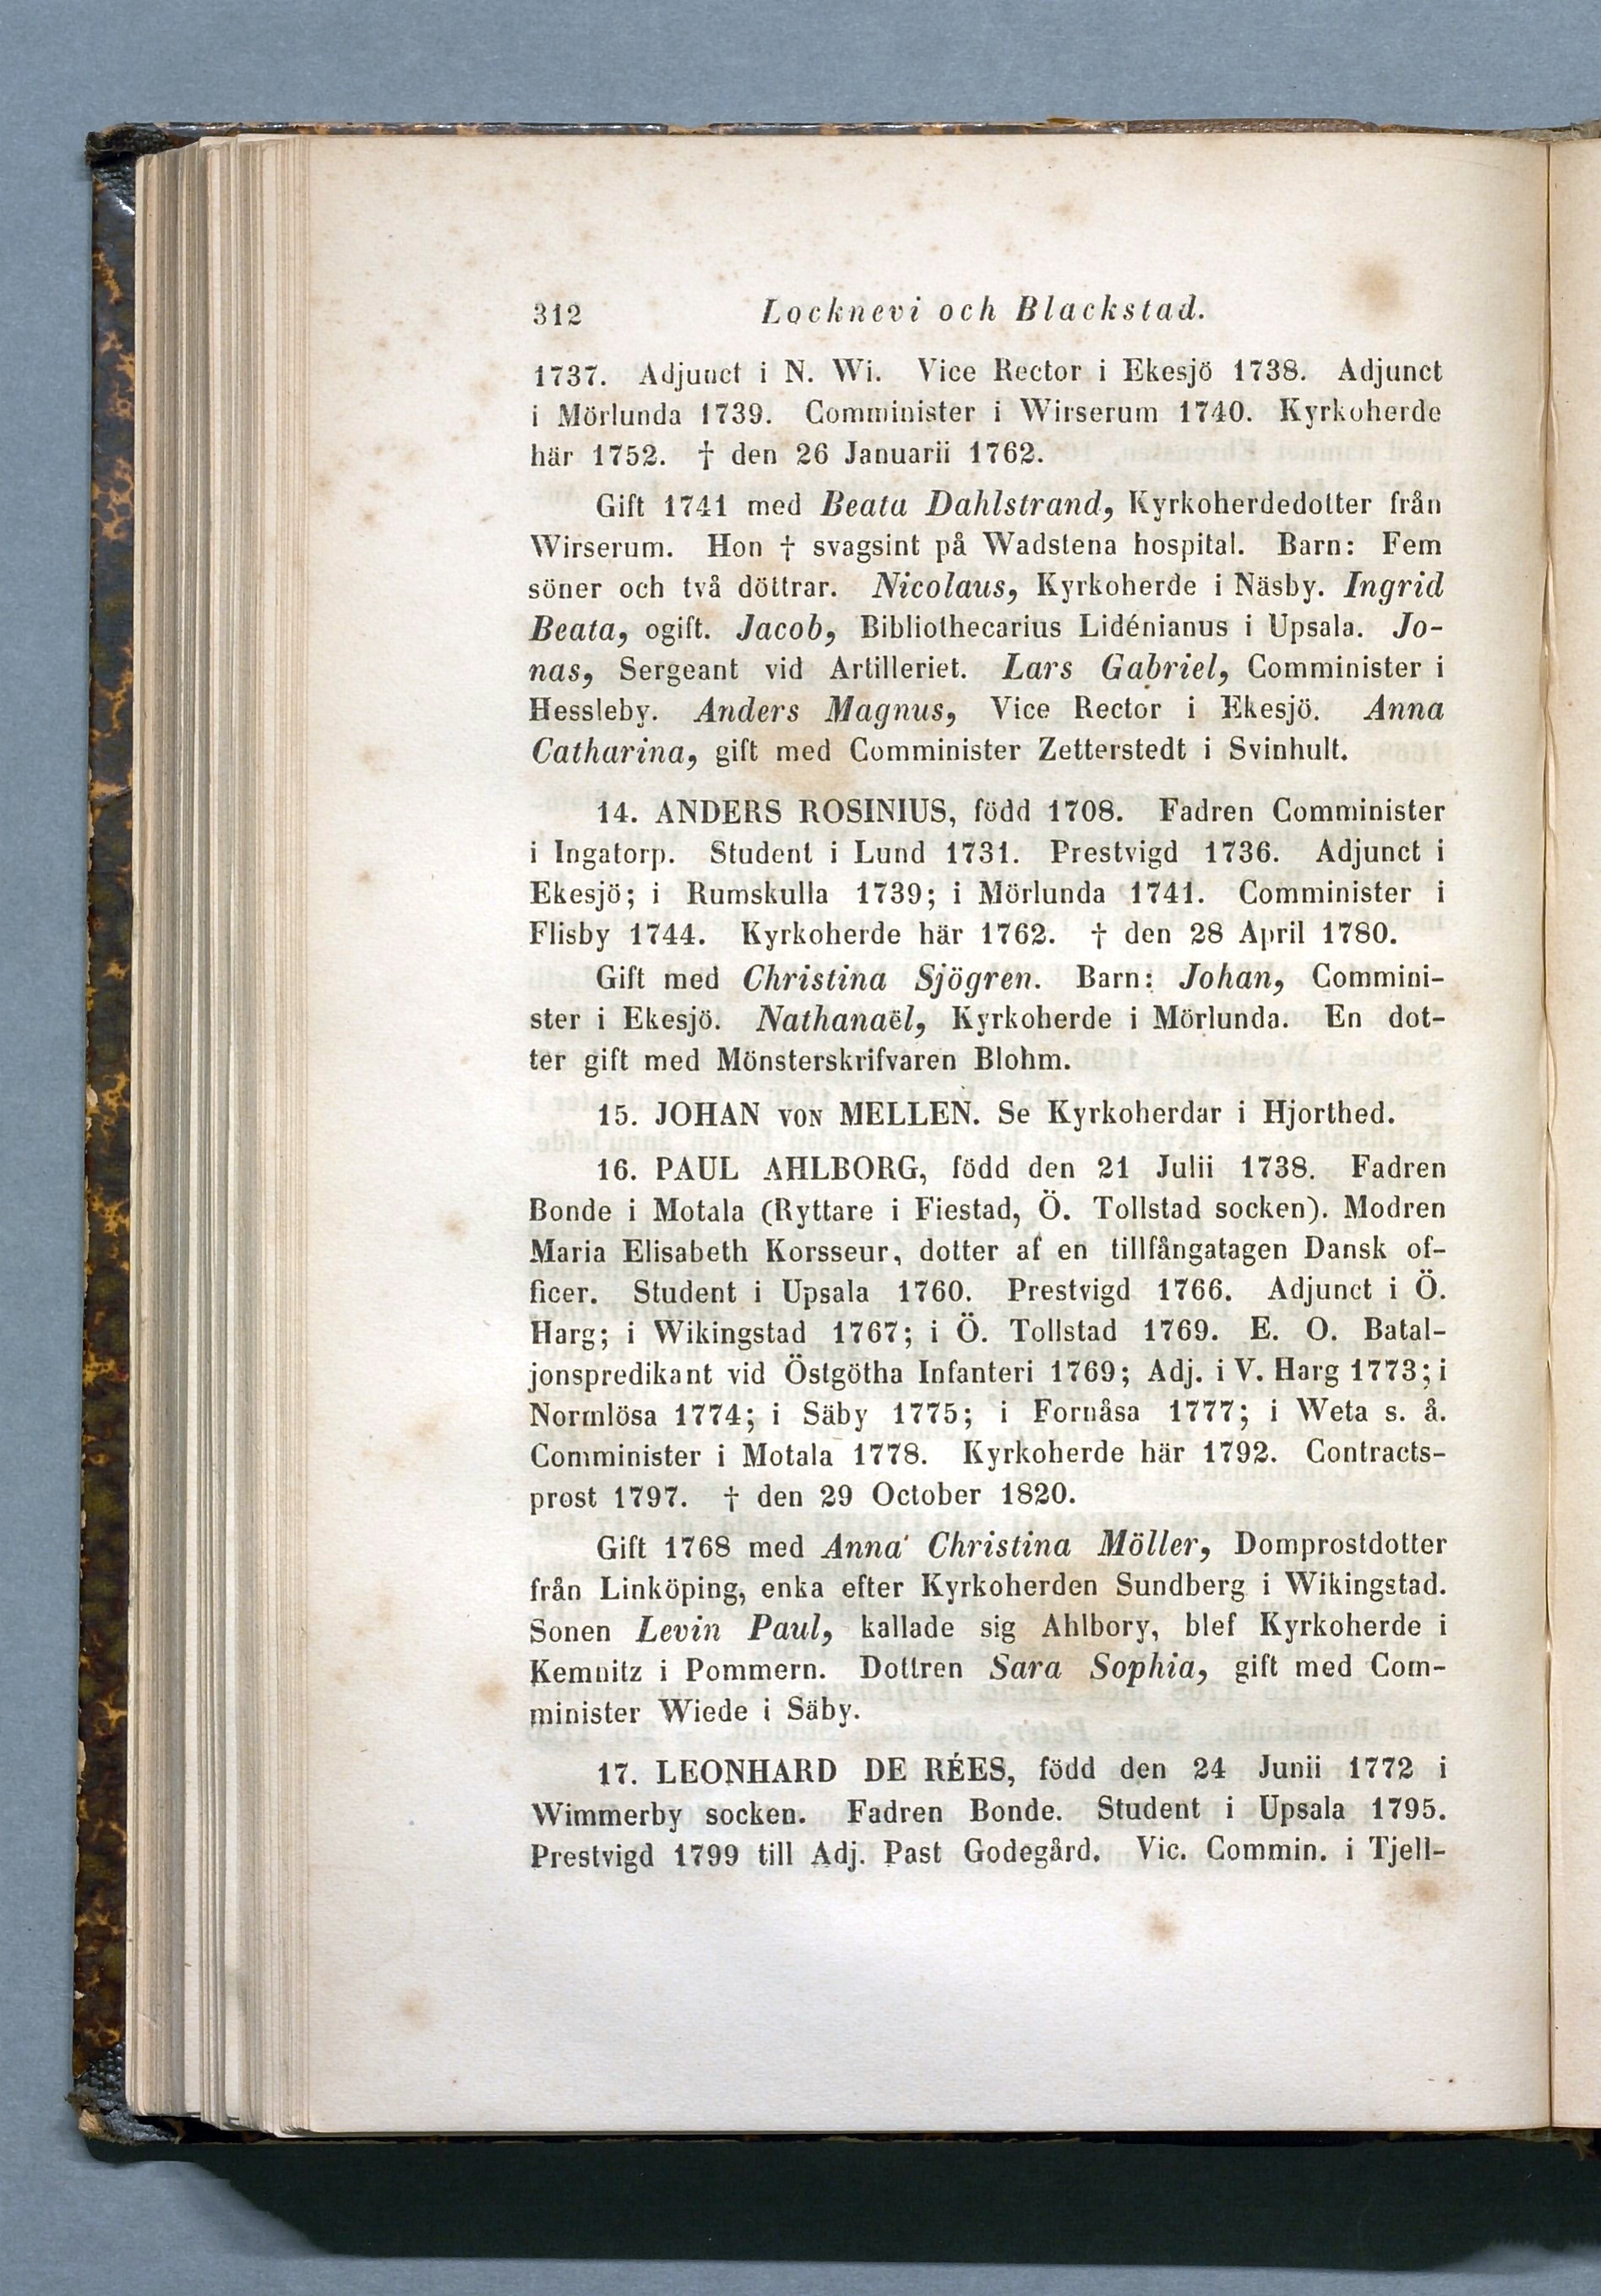 312 Locknevi och Blackstad.
1737. Adjunct i N. Wi. Vice Rector i Ekesjö 1738. Adjunct
i Mörlunda 1739. Comminister i Wirserum 1740. Kyrkoherde
här 1752. † den 26 Januarii 1762.
Gift 1741 med Beata Dahlstrand, Kyrkoherdedotter från
Wirserum. Hon † svagsint på Wadstena hospital. Barn: Fem
söner och två döttrar. Nicolaus, Kyrkoherde i Näsby. Ingrid
Beata, ogift. Jacob, Bibliothecarius Lidénianus i Upsala. Jo-
nas, Sergeant vid Artilleriet. Lars Gabriel, Comminister i
Hessleby. Anders Magnus, Vice Rector i Ekesjö. Anna
Catharina, gift med Comminister Zetterstedt i Svinhult.
14. ANDERS ROSINIUS, född 1708. Fadren Comminister
i Ingatorp. Student i Lund 1731. Prestvigd 1736. Adjunct i
Ekesjö; i Rumskulla 1739; i Mörlunda 1741. Comminister i
Flisby 1744. Kyrkoherde här 1762. † den 28 April 1780.
Gift med Christina Sjögren. Barn: Johan, Commini-
ster i Ekesjö. Nathanaël, Kyrkoherde i Mörlunda. En dot-
ter gift med Mönsterskrifvaren Blohm.
15. JOHAN VON MELLEN. Se Kyrkoherdar i Hjorthed.
16. PAUL AHLBORG, född den 21 Julii 1738. Fadren
Bonde i Motala (Ryttare i Fiestad, Ö. Tollstad socken). Modren
Maria Elisabeth Korsseur, dotter af en tillfångatagen Dansk of-
ficer. Student i Upsala 1760. Prestvigd 1766. Adjunct i Ö.
Harg; i Wikingstad 1767; i Ö. Tollstad 1769. E. O. Batal-
jonspredikant vid Östgötha Infanteri 1769; Adj. i V. Harg 1773; i
Normlösa 1774; i Säby 1775; i Fornåsa 1777; i Weta s. å.
Comminister i Motala 1778. Kyrkoherde här 1792. Contracts-
prost 1797. † den 29 October 1820.
Gift 1768 med Anna Christina Möller, Domprostdotter
från Linköping, enka efter Kyrkoherden Sundberg i Wikingstad.
Sonen Levin Paul, kallade sig Ahlbory, blef Kyrkoherde i
Kemnitz i Pommern. Dottren Sara Sophia, gift med Com-
minister Wiede i Säby.
17. LEONHARD DE RÉES, född den 24 Junii 1772 i
Wimmerby socken. Fadren Bonde. Student i Upsala 1795.
Prestvigd 1799 till Adj. Past Godegård. Vic. Commin. i Tjell-